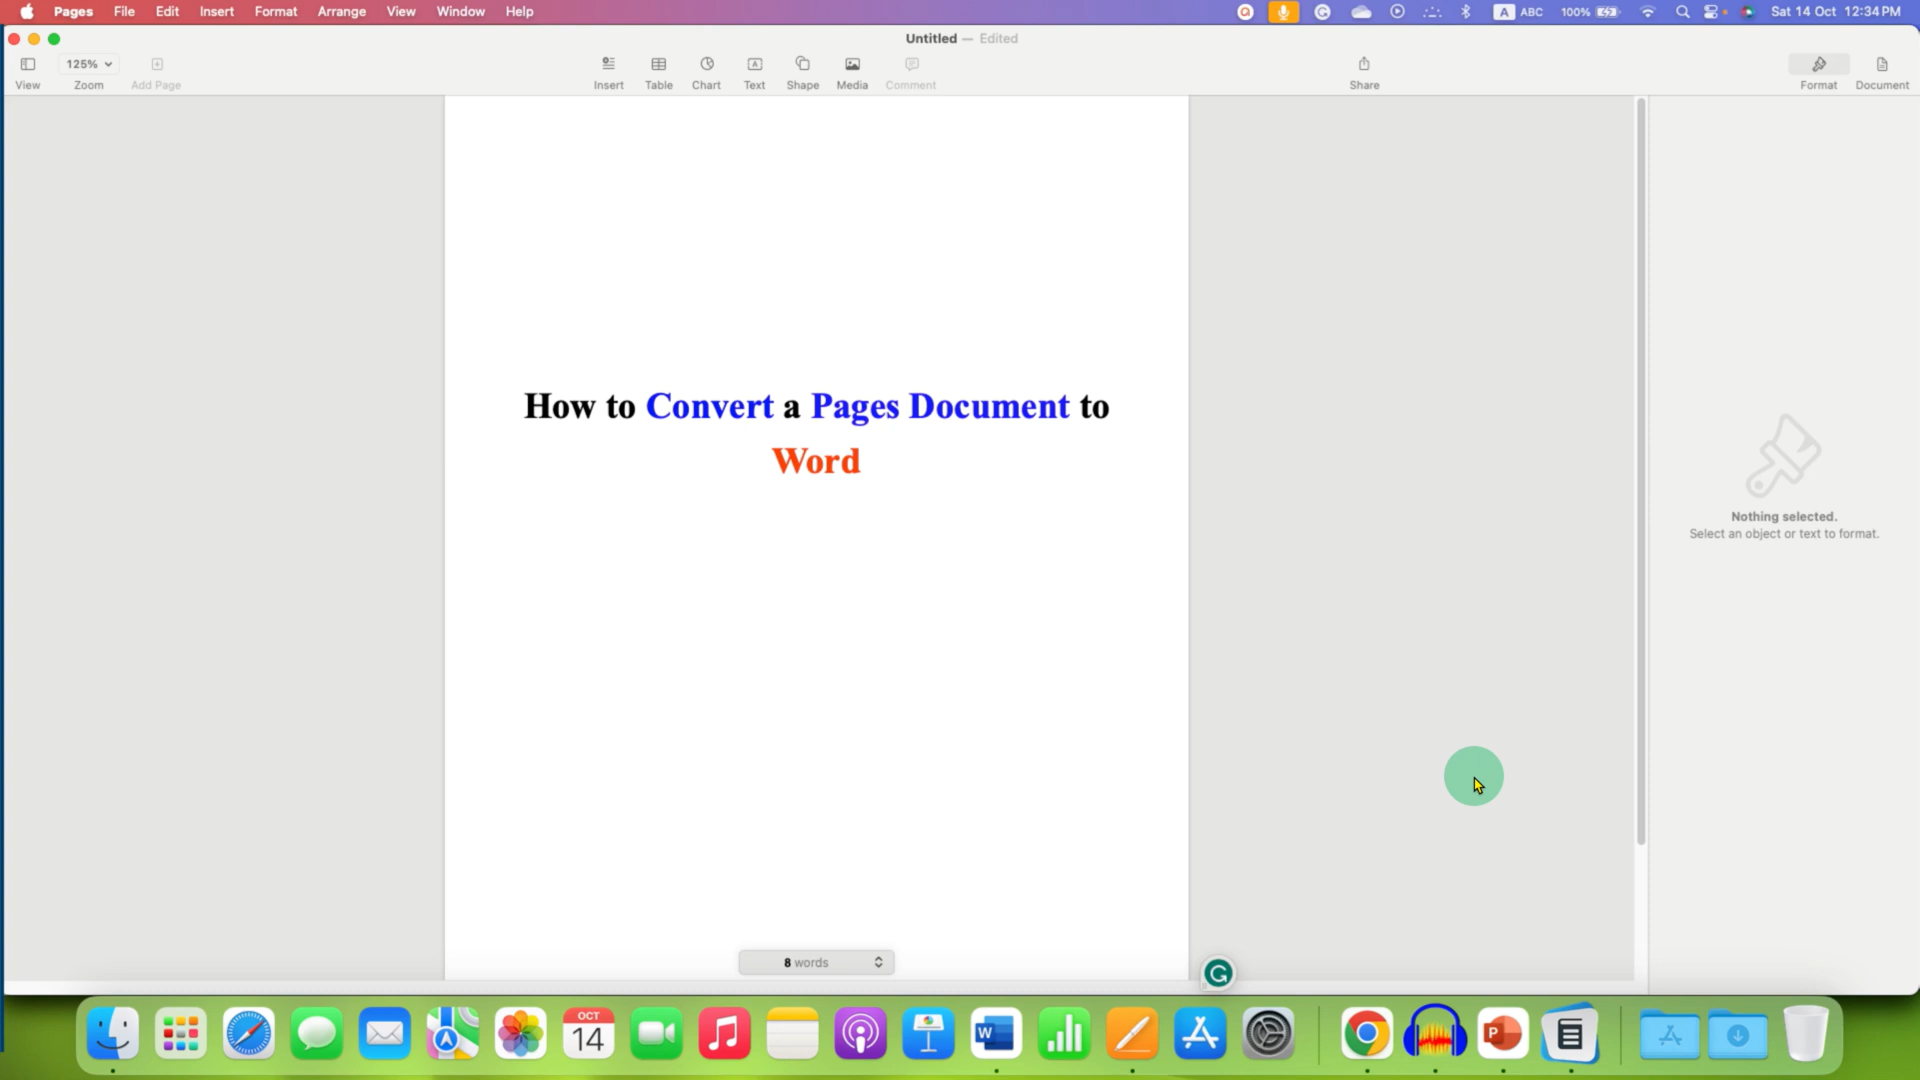 Pages File Edit Insert Format Arrange View Window Help
A ABC 100% Sat 14 Oct 12:34 PM
Untitled — Edited
125%
View Zoom Add Page Insert Table Chart Text Shape Media Comment Share Format Document
How to Convert a Pages Document to
Word
Nothing selected.
Select an object or text to format.
8 words
G
OCT
14
W
P